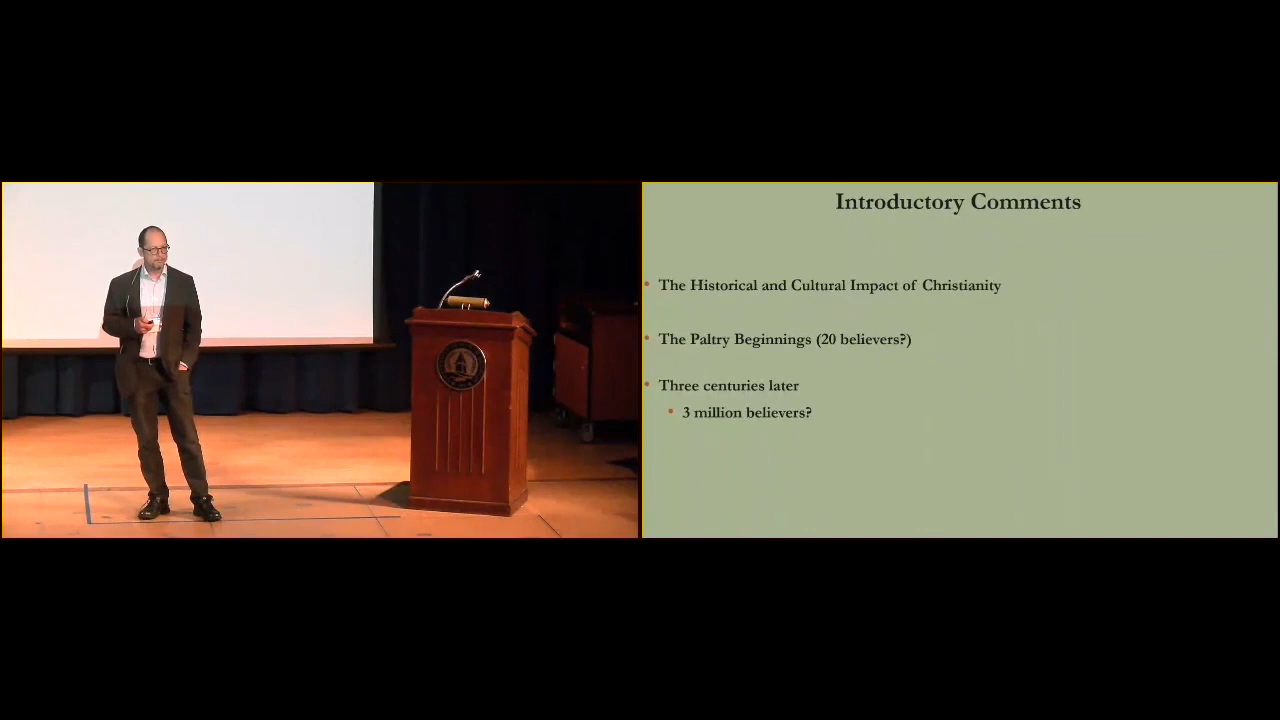 Introductory Comments
• The Historical and Cultural Impact of Christianity
• The Paltry Beginnings (20 believers?)
• Three centuries later
• 3 million believers?